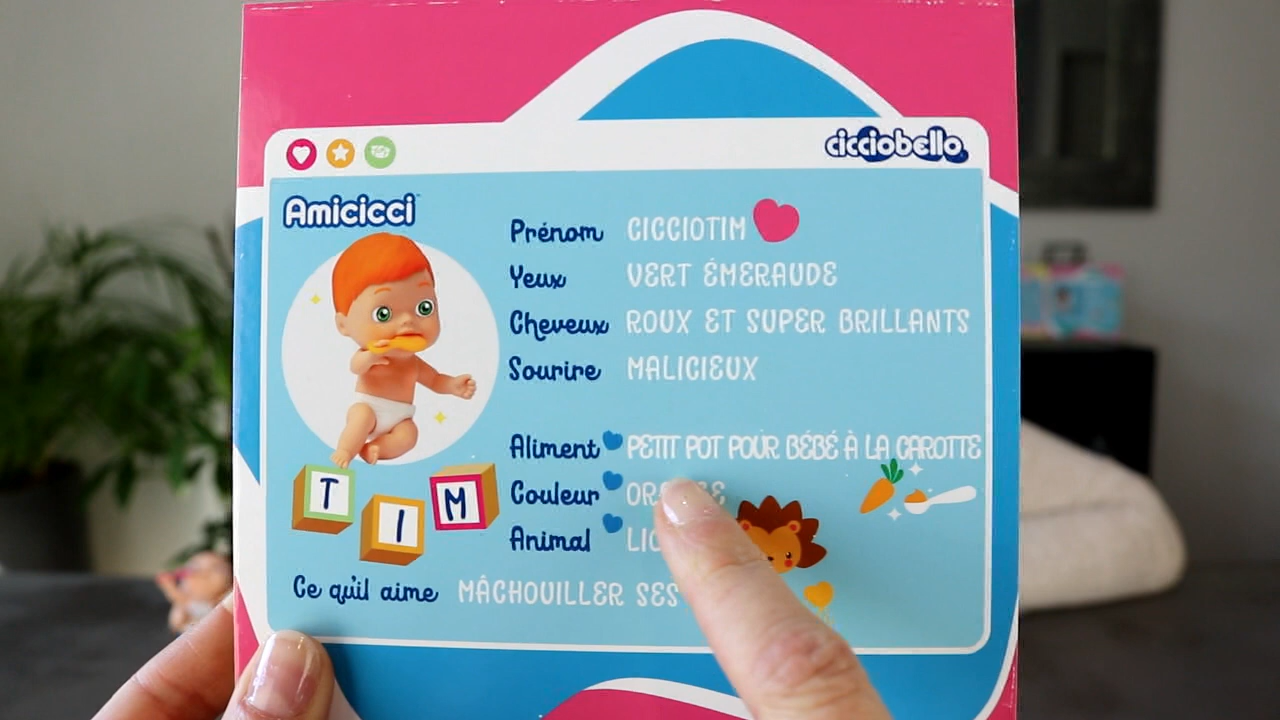 cicciobello
Amicicci™
Prénom CICCIOTIM
Yeux VERT ÉMERAUDE
Cheveux ROUX ET SUPER BRILLANTS
Sourire MALICIEUX
Aliment PETIT POT POUR BÉBÉ À LA CAROTTE
Couleur
Animal
T I M
Ce qu'il aime MÂCHOUILLER SES